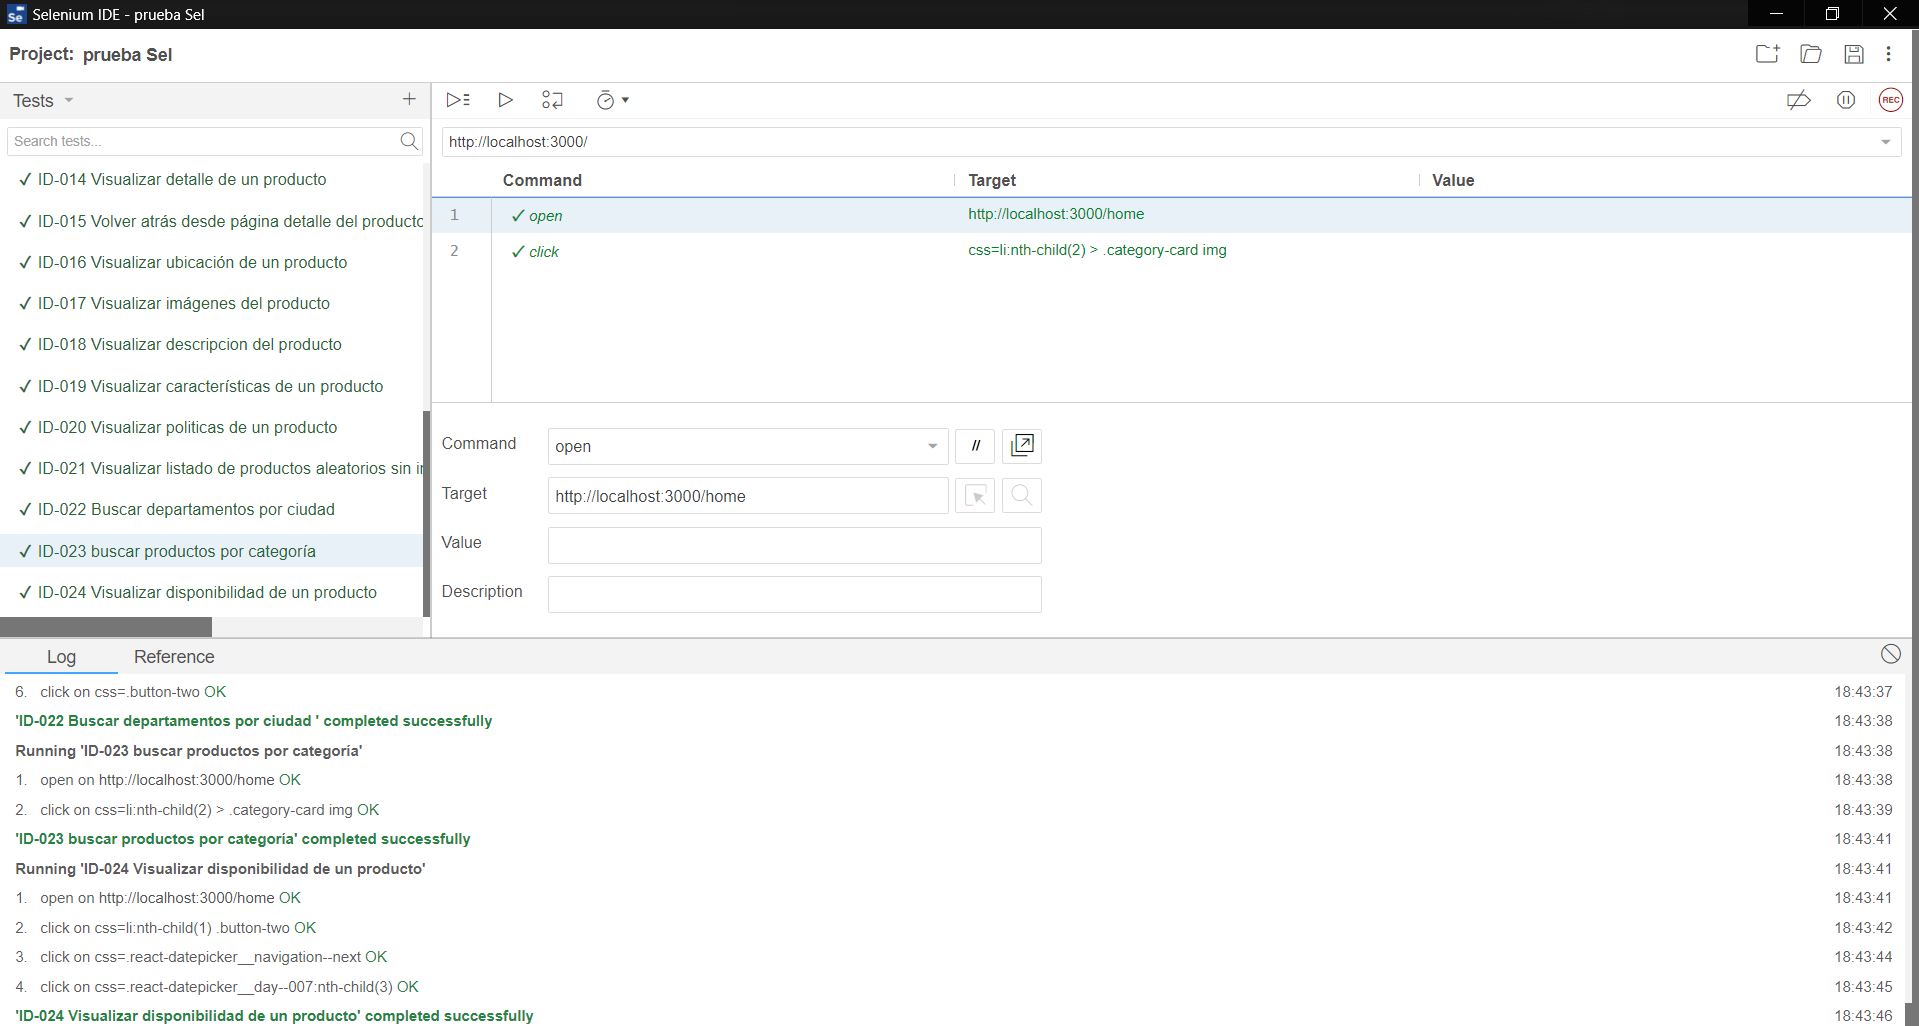 Selenium IDE - prueba Sel
Project: prueba Sel
Tests
Search tests...
✓ ID-014 Visualizar detalle de un producto
✓ ID-015 Volver atrás desde página detalle del producto
✓ ID-016 Visualizar ubicación de un producto
✓ ID-017 Visualizar imágenes del producto
✓ ID-018 Visualizar descripcion del producto
✓ ID-019 Visualizar características de un producto
✓ ID-020 Visualizar politicas de un producto
✓ ID-021 Visualizar listado de productos aleatorios sin
✓ ID-022 Buscar departamentos por ciudad
✓ ID-023 buscar productos por categoría
✓ ID-024 Visualizar disponibilidad de un producto
REC
http://localhost:3000/
Command Target Value
1 ✓ open http://localhost:3000/home
2 ✓ click css=li:nth-child(2) > .category-card img
Command open //
Target http://localhost:3000/home
Value
Description
Log Reference
6. click on css=.button-two OK 18:43:37
'ID-022 Buscar departamentos por ciudad ' completed successfully 18:43:38
Running 'ID-023 buscar productos por categoría' 18:43:38
1. open on http://localhost:3000/home OK 18:43:38
2. click on css=li:nth-child(2) > .category-card img OK 18:43:39
'ID-023 buscar productos por categoría' completed successfully 18:43:41
Running 'ID-024 Visualizar disponibilidad de un producto' 18:43:41
1. open on http://localhost:3000/home OK 18:43:41
2. click on css=li:nth-child(1) .button-two OK 18:43:42
3. click on css=.react-datepicker__navigation--next OK 18:43:44
4. click on css=.react-datepicker__day--007:nth-child(3) OK 18:43:45
'ID-024 Visualizar disponibilidad de un producto' completed successfully 18:43:46